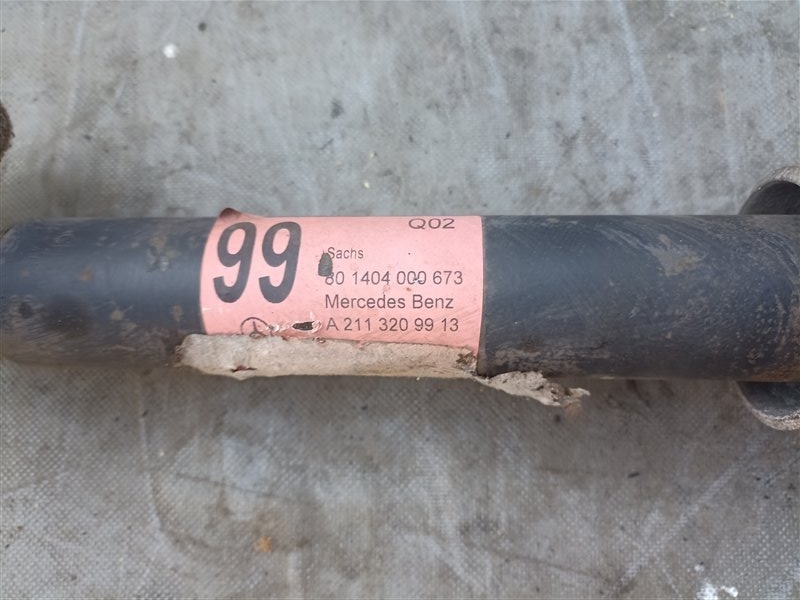 99
Q02
Sachs
80 1404 000 673
Mercedes Benz
A 211 320 99 13